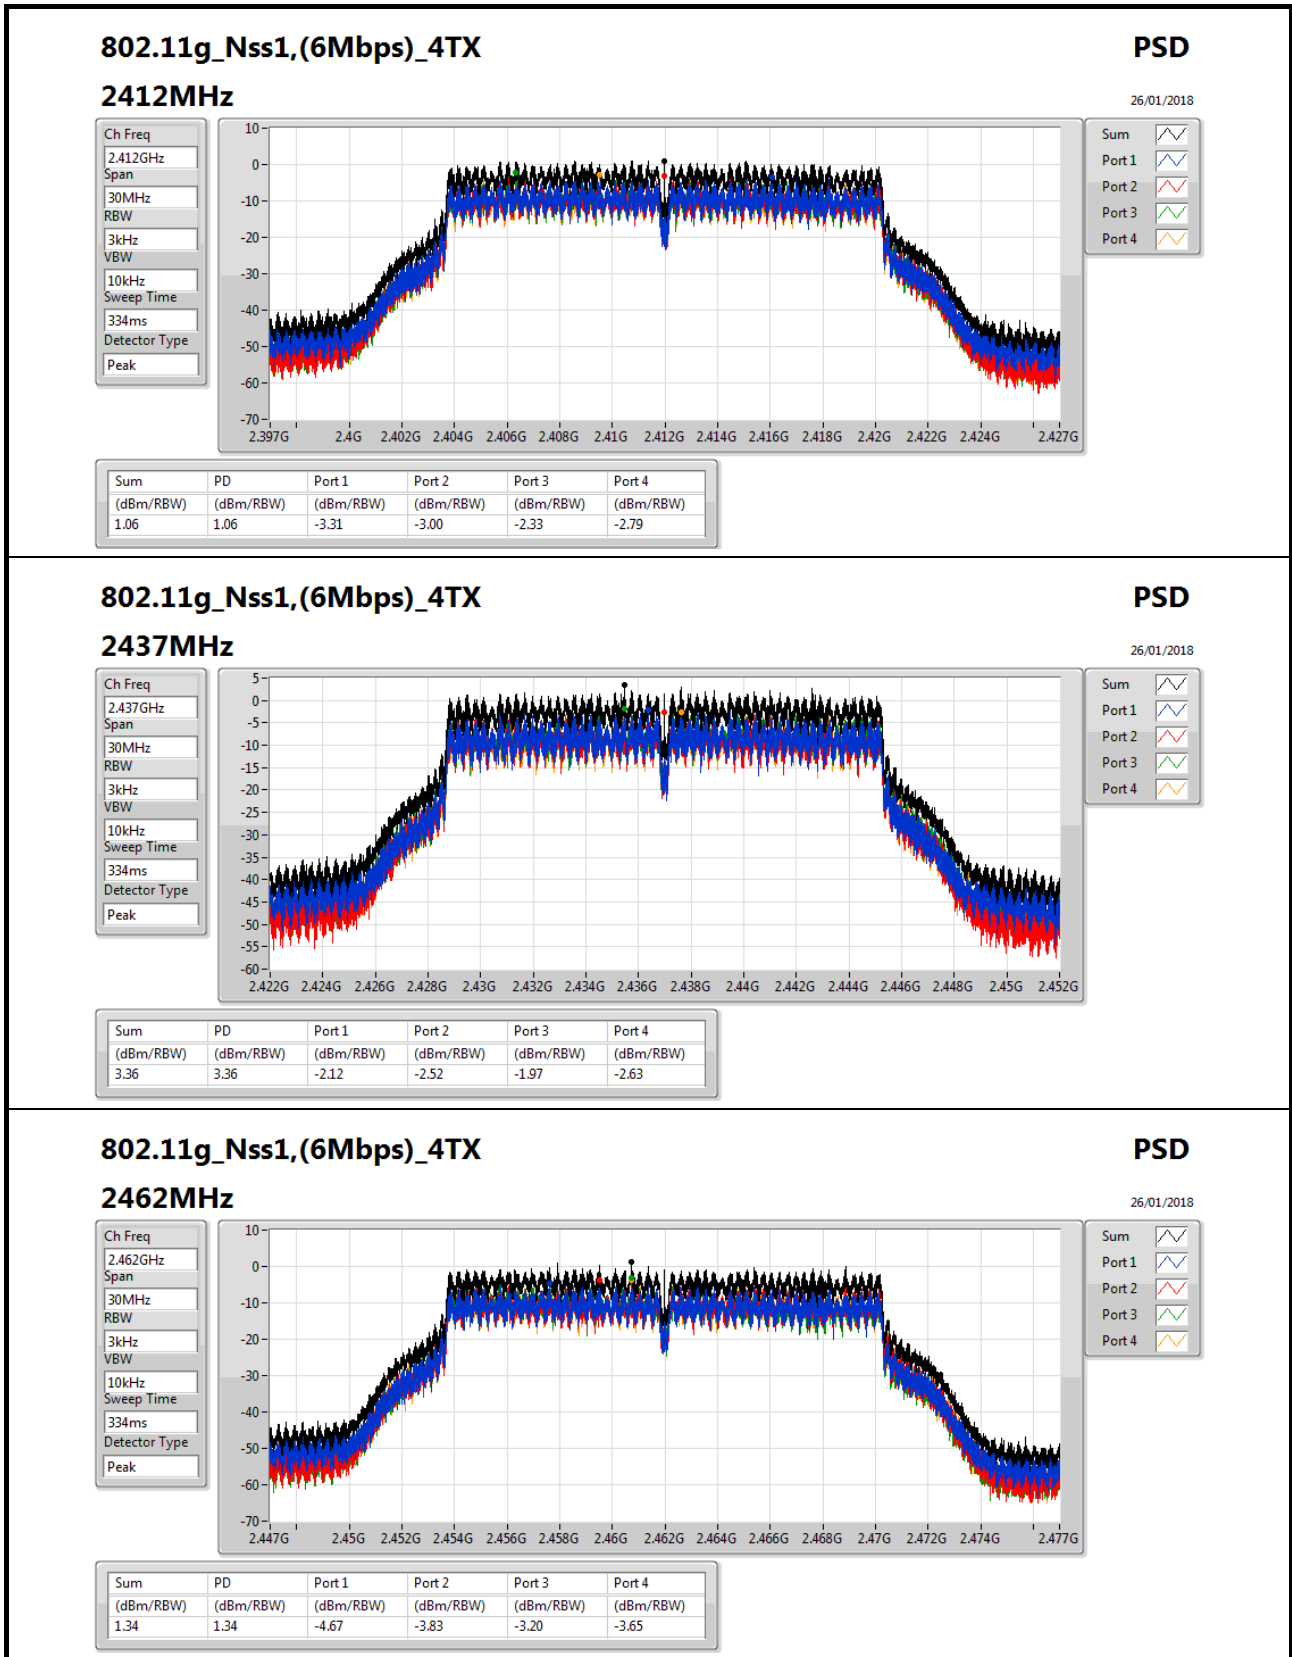 802.11g_Nss1,(6Mbps)_4TX PSD
2412MHz 26/01/2018
Ch Freq
2.412GHz
Span
30MHz
RBW
3kHz
VBW
10kHz
Sweep Time
334ms
Detector Type
Peak
10
0
-10
-20
-30
-40
-50
-60
-70
2.397G 2.4G 2.402G 2.404G 2.406G 2.408G 2.41G 2.412G 2.414G 2.416G 2.418G 2.42G 2.422G 2.424G 2.427G
Sum
Port 1
Port 2
Port 3
Port 4
Sum PD Port 1 Port 2 Port 3 Port 4
(dBm/RBW) (dBm/RBW) (dBm/RBW) (dBm/RBW) (dBm/RBW) (dBm/RBW)
1.06 1.06 -3.31 -3.00 -2.33 -2.79
802.11g_Nss1,(6Mbps)_4TX PSD
2437MHz 26/01/2018
Ch Freq
2.437GHz
Span
30MHz
RBW
3kHz
VBW
10kHz
Sweep Time
334ms
Detector Type
Peak
5
0
-5
-10
-15
-20
-25
-30
-35
-40
-45
-50
-55
-60
2.422G 2.424G 2.426G 2.428G 2.43G 2.432G 2.434G 2.436G 2.438G 2.44G 2.442G 2.444G 2.446G 2.448G 2.45G 2.452G
Sum
Port 1
Port 2
Port 3
Port 4
Sum PD Port 1 Port 2 Port 3 Port 4
(dBm/RBW) (dBm/RBW) (dBm/RBW) (dBm/RBW) (dBm/RBW) (dBm/RBW)
3.36 3.36 -2.12 -2.52 -1.97 -2.63
802.11g_Nss1,(6Mbps)_4TX PSD
2462MHz 26/01/2018
Ch Freq
2.462GHz
Span
30MHz
RBW
3kHz
VBW
10kHz
Sweep Time
334ms
Detector Type
Peak
10
0
-10
-20
-30
-40
-50
-60
-70
2.447G 2.45G 2.452G 2.454G 2.456G 2.458G 2.46G 2.462G 2.464G 2.466G 2.468G 2.47G 2.472G 2.474G 2.477G
Sum
Port 1
Port 2
Port 3
Port 4
Sum PD Port 1 Port 2 Port 3 Port 4
(dBm/RBW) (dBm/RBW) (dBm/RBW) (dBm/RBW) (dBm/RBW) (dBm/RBW)
1.34 1.34 -4.67 -3.83 -3.20 -3.65